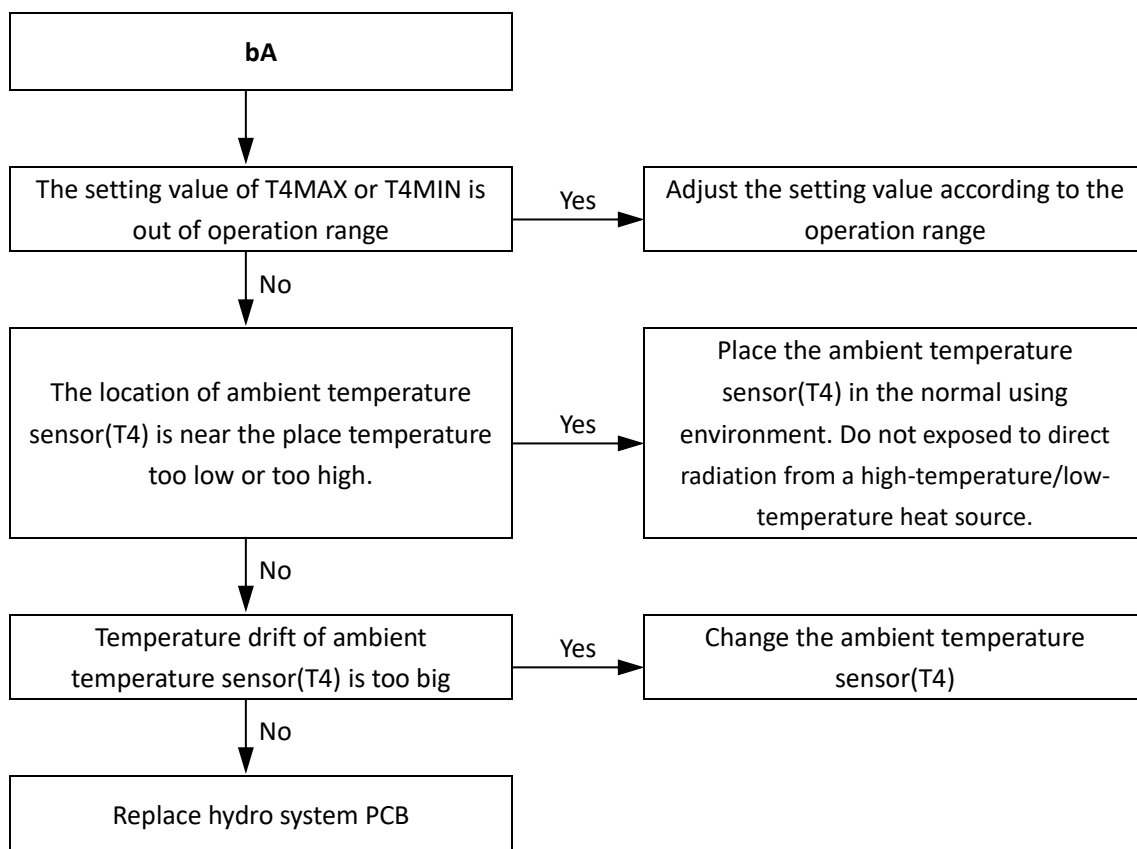 bA
The setting value of T4MAX or T4MIN is
out of operation range
Yes
Adjust the setting value according to the
operation range
No
The location of ambient temperature
sensor(T4) is near the place temperature
too low or too high.
Yes
Place the ambient temperature
sensor(T4) in the normal using
environment. Do not exposed to direct
radiation from a high-temperature/low-
temperature heat source.
No
Temperature drift of ambient
temperature sensor(T4) is too big
Yes
Change the ambient temperature
sensor(T4)
No
Replace hydro system PCB